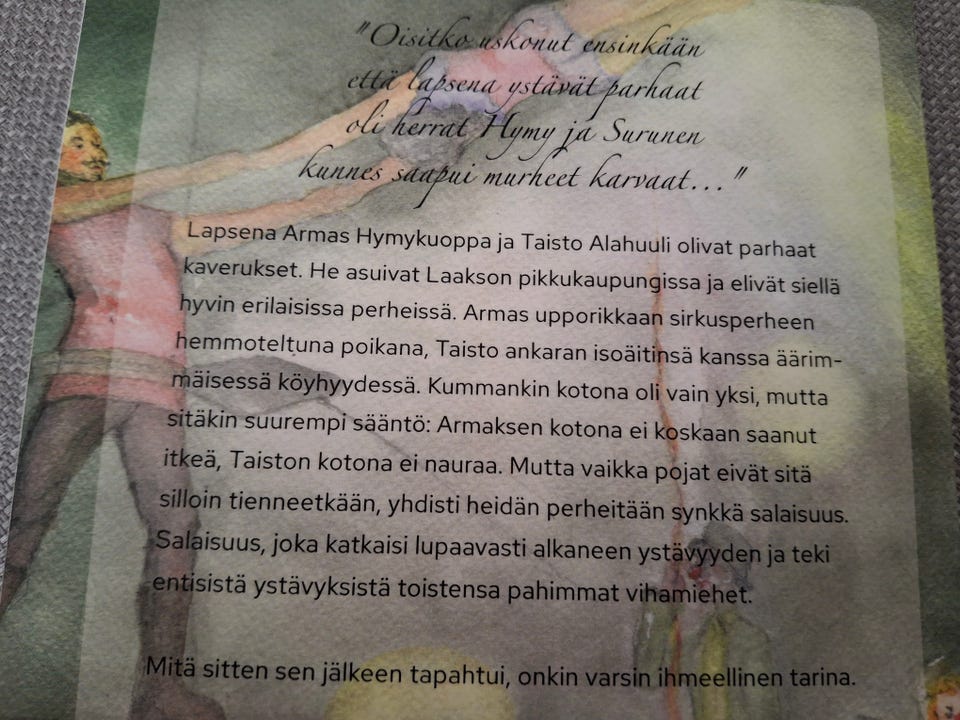 "Oisitko uskonut ensinkään
että lapsena ystävät parhaat
oli herrat Hymy ja Surunen
kunnes saapui murheet karvaat..."
Lapsena Armas Hymykuoppa ja Taisto Alahuuli olivat parhaat
kaverukset. He asuivat Laakson pikkukaupungissa ja elivät siellä
hyvin erilaisissa perheissä. Armas upporikkaan sirkusperheen
hemmoteltuna poikana, Taisto ankaran isoäitinsä kanssa äärim-
mäisessä köyhyydessä. Kummankin kotona oli vain yksi, mutta
sitäkin suurempi sääntö: Armaksen kotona ei koskaan saanut
itkeä, Taiston kotona ei nauraa. Mutta vaikka pojat eivät sitä
silloin tienneetkään, yhdisti heidän perheitään synkkä salaisuus.
Salaisuus, joka katkaisi lupaavasti alkaneen ystävyyden ja teki
entisistä ystävyksistä toistensa pahimmat vihamiehet.
Mitä sitten sen jälkeen tapahtui, onkin varsin ihmeellinen tarina.